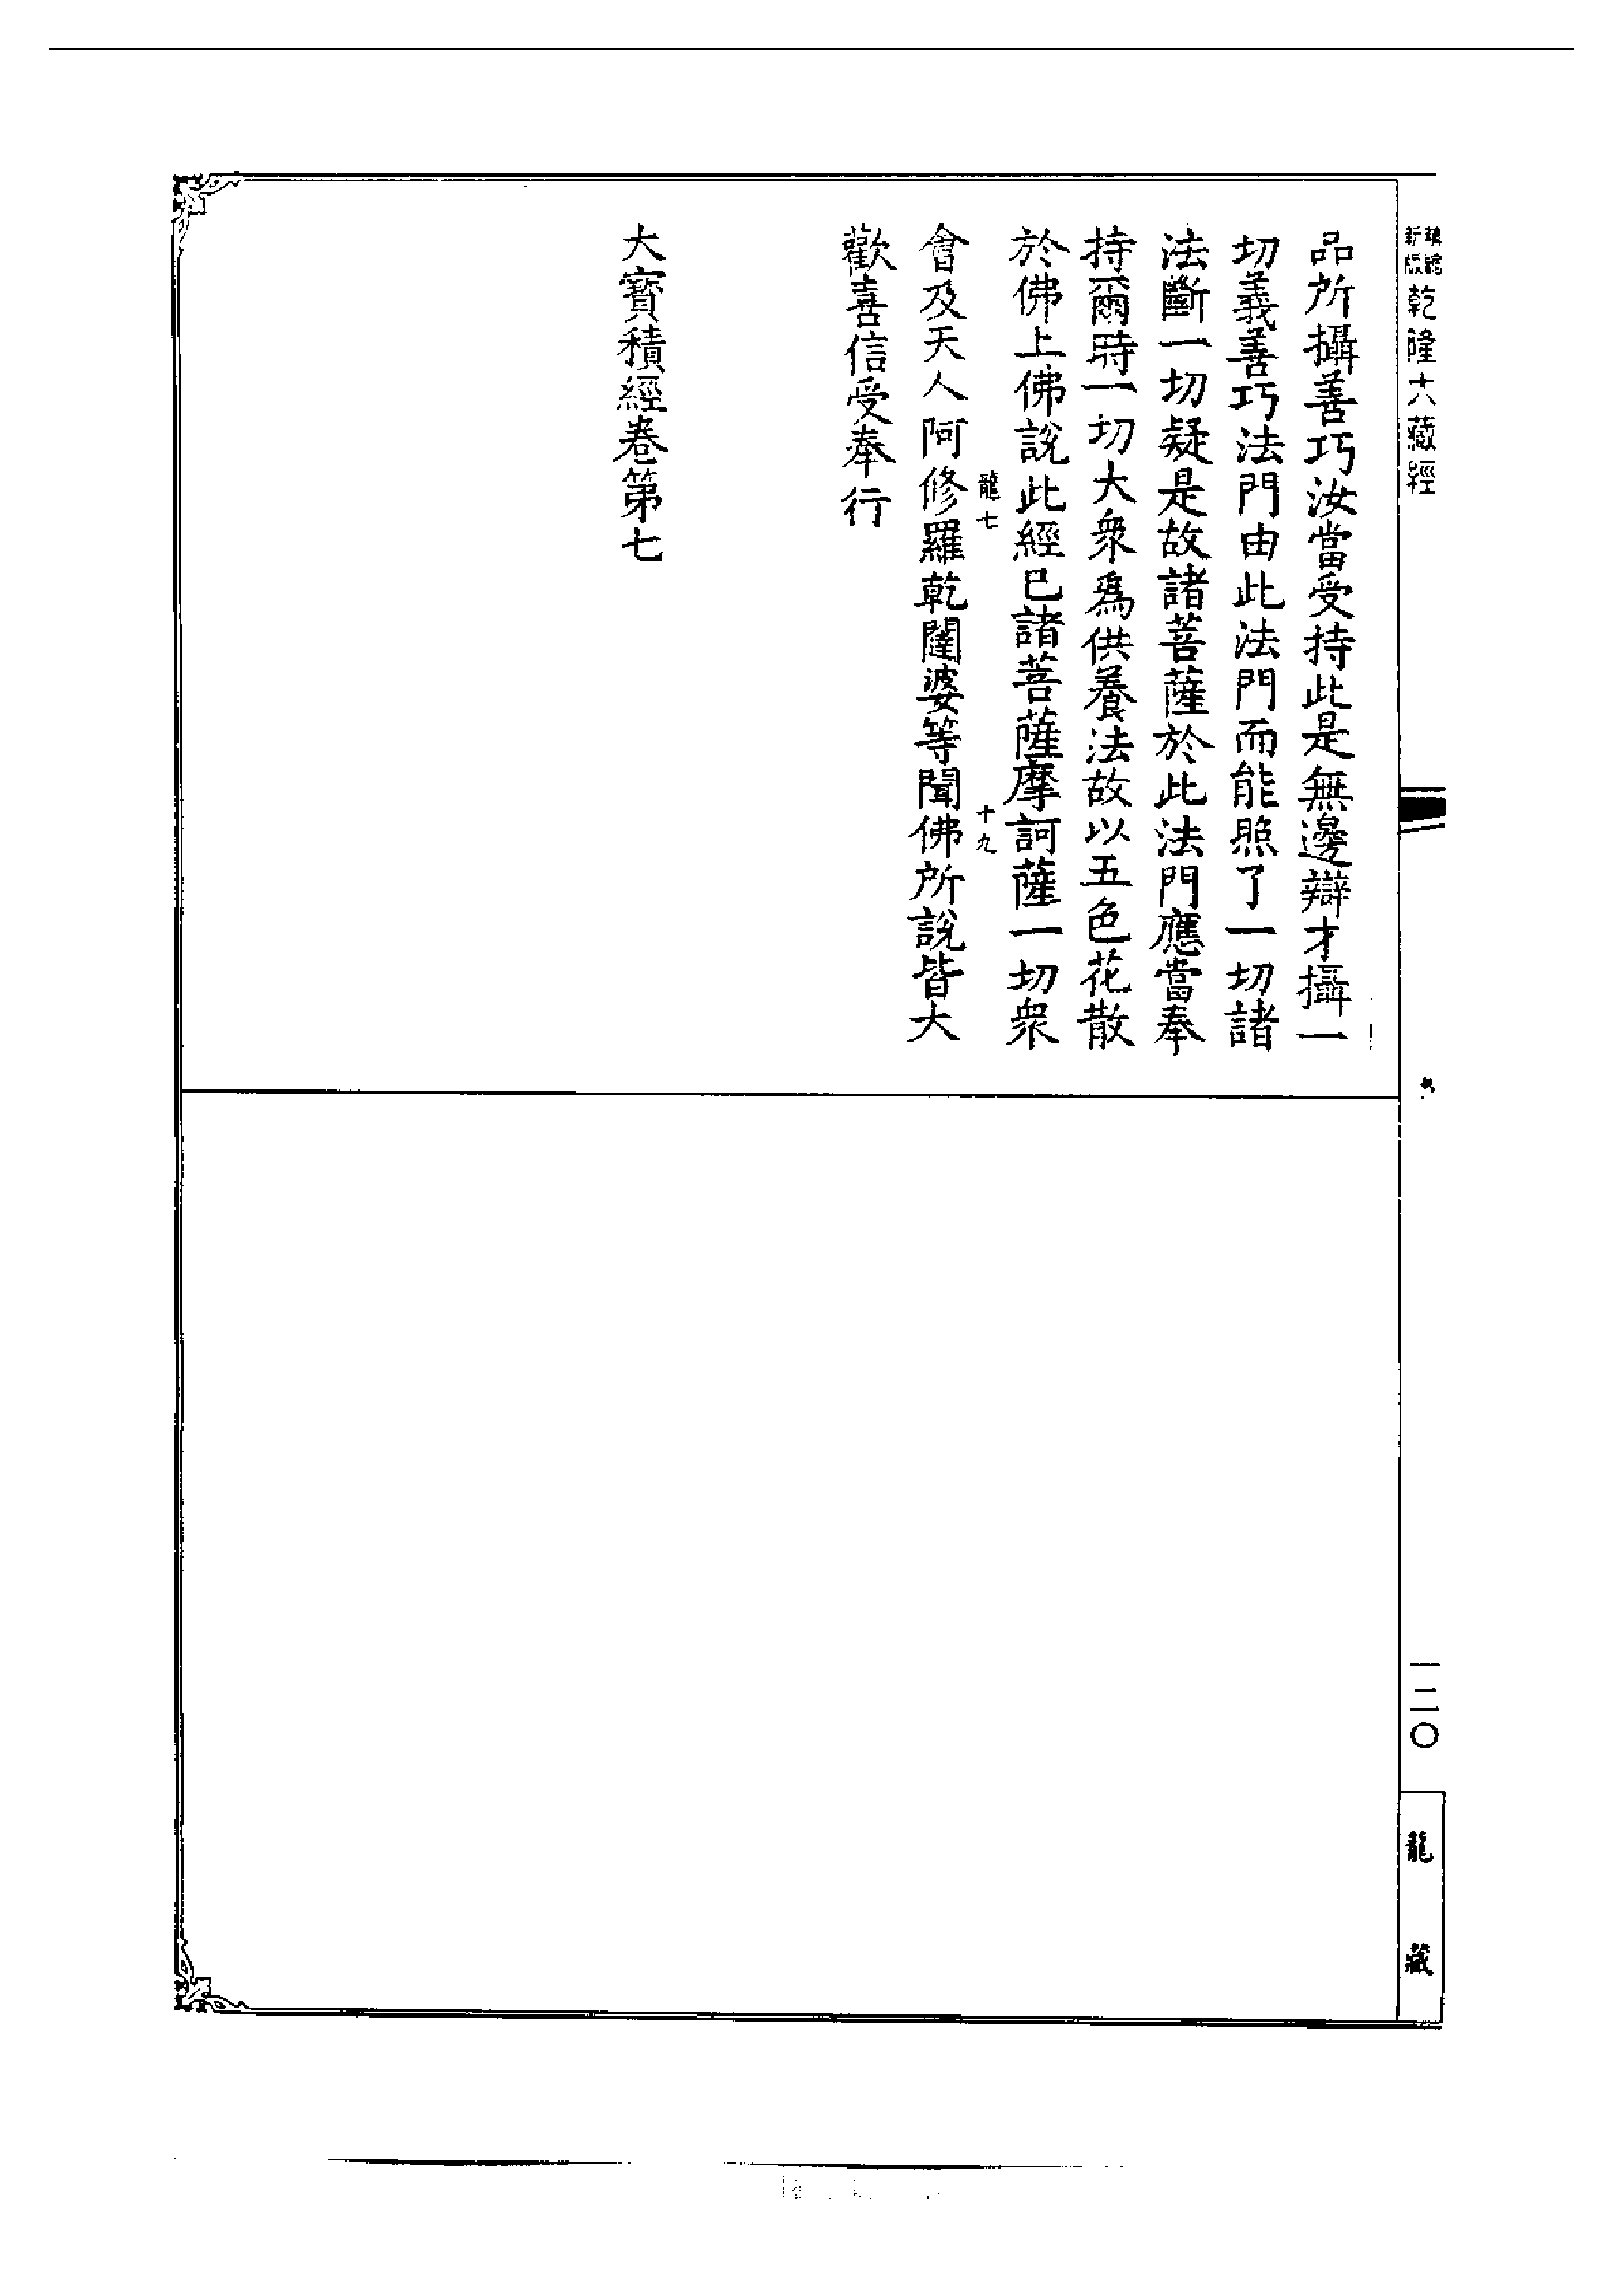 新版乾隆大藏經
品所攝善巧汝當受持此是無邊辯才攝一
切義善巧法門由此法門而能照了一切諸
法斷一切疑是故諸菩薩於此法門應當奉
持爾時一切大衆爲供養法故以五色花散
於佛上佛說此經已諸菩薩摩訶薩一切衆
龍七
十九
會及天人阿修羅乾闥婆等聞佛所說皆大
歡喜信受奉行
大寶積經卷第七
一二〇
龍藏